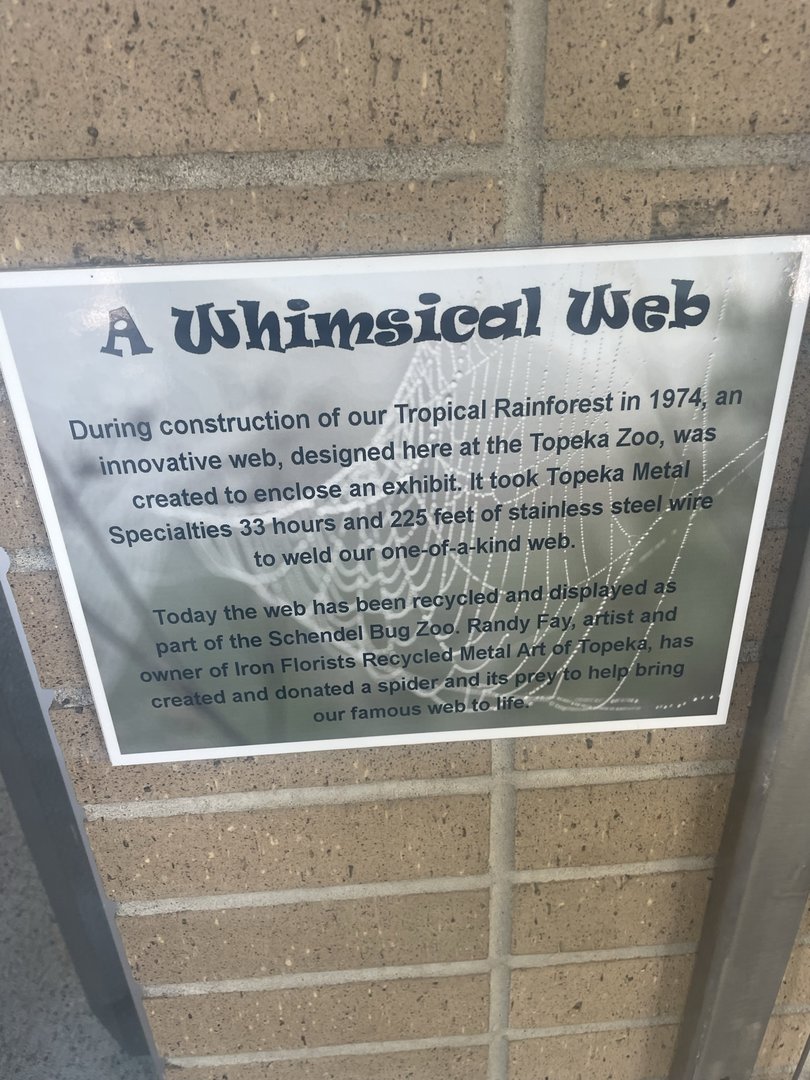 A Whimsical Web
During construction of our Tropical Rainforest in 1974, an
innovative web, designed here at the Topeka Zoo, was
created to enclose an exhibit. It took Topeka Metal
Specialties 33 hours and 225 feet of stainless steel wire
to weld our one-of-a-kind web.
Today the web has been recycled and displayed as
part of the Schendel Bug Zoo. Randy Fay, artist and
owner of Iron Florists Recycled Metal Art of Topeka, has
created and donated a spider and its prey to help bring
our famous web to life.